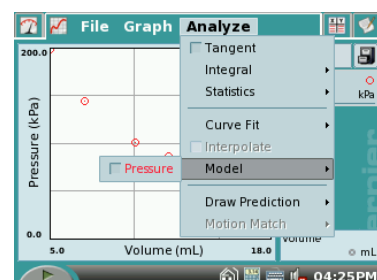 File Graph Analyze
200.0
Pressure (kPa)
0.0
5.0 Volume (mL) 18.0
Tangent
Integral
Statistics
Curve Fit
Interpolate
Model
Pressure
Draw Prediction
Motion Match
kPa
Volume
mL
04:25PM